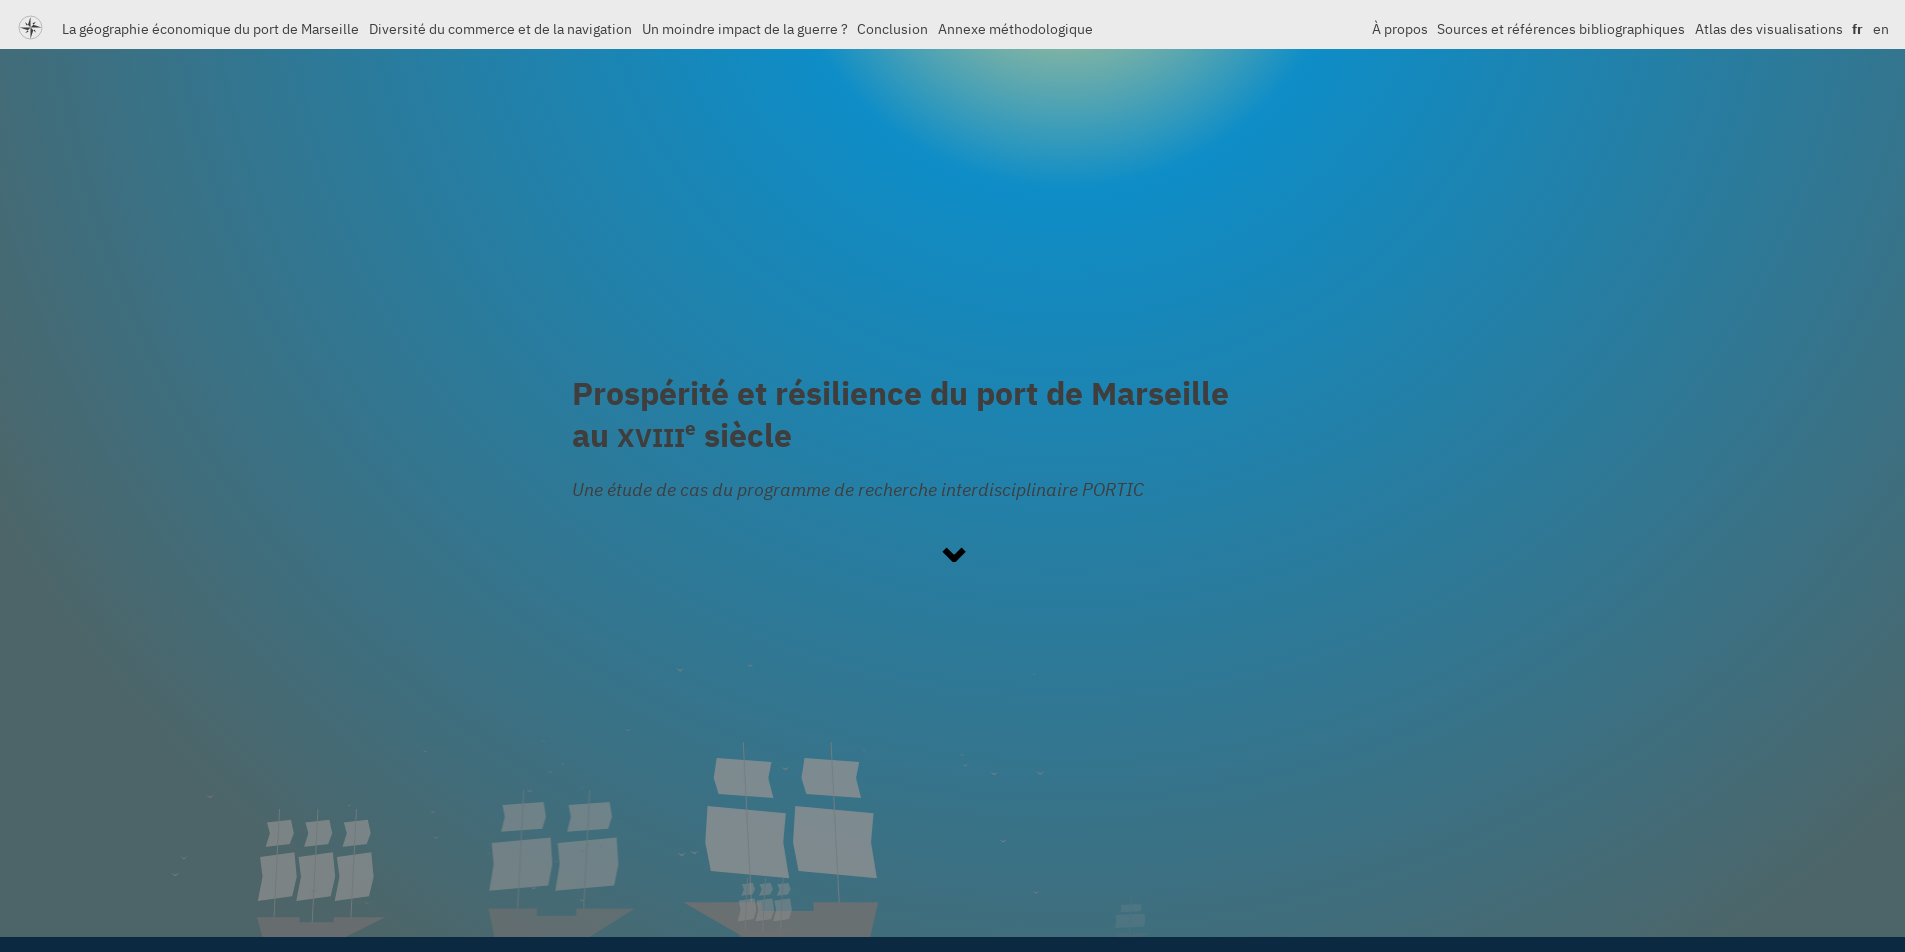 La géographie économique du port de Marseille Diversité du commerce et de la navigation Un moindre impact de la guerre ? Conclusion Annexe méthodologique À propos Sources et références bibliographiques Atlas des visualisations fr en
Prospérité et résilience du port de Marseille
au XVIIIe siècle
Une étude de cas du programme de recherche interdisciplinaire PORTIC